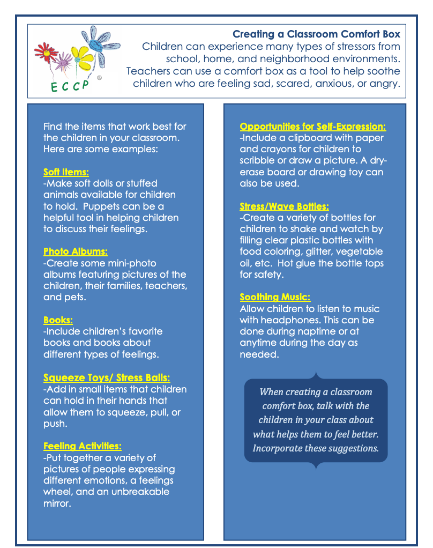 Creating a Classroom Comfort Box
Children can experience many types of stressors from
school, home, and neighborhood environments.
Teachers can use a comfort box as a tool to help soothe
children who are feeling sad, scared, anxious, or angry.
E C C P ®
Find the items that work best for
the children in your classroom.
Here are some examples:
Soft Items:
-Make soft dolls or stuffed
animals available for children
to hold. Puppets can be a
helpful tool in helping children
to discuss their feelings.
Photo Albums:
-Create some mini-photo
albums featuring pictures of the
children, their families, teachers,
and pets.
Books:
-Include children's favorite
books and books about
different types of feelings.
Squeeze Toys/ Stress Balls:
-Add in small items that children
can hold in their hands that
allow them to squeeze, pull, or
push.
Feeling Activities:
-Put together a variety of
pictures of people expressing
different emotions, a feelings
wheel, and an unbreakable
mirror.
Opportunities for Self-Expression:
-Include a clipboard with paper
and crayons for children to
scribble or draw a picture. A dry-
erase board or drawing toy can
also be used.
Stress/Wave Bottles:
-Create a variety of bottles for
children to shake and watch by
filling clear plastic bottles with
food coloring, glitter, vegetable
oil, etc. Hot glue the bottle tops
for safety.
Soothing Music:
Allow children to listen to music
with headphones. This can be
done during naptime or at
anytime during the day as
needed.
When creating a classroom
comfort box, talk with the
children in your class about
what helps them to feel better.
Incorporate these suggestions.